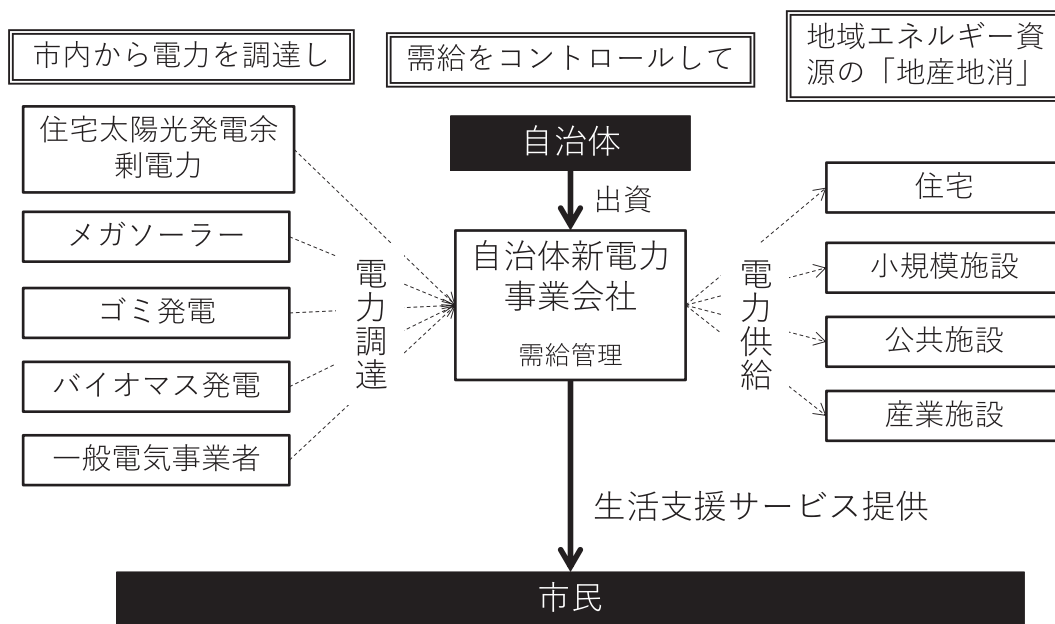 市内から電力を調達し
需給をコントロールして
地域エネルギー資
源の「地産地消」
住宅太陽光発電余
剰電力
メガソーラー
ゴミ発電
バイオマス発電
一般電気事業者
電力調達
自治体
出資
自治体新電力
事業会社
需給管理
電力供給
住宅
小規模施設
公共施設
産業施設
生活支援サービス提供
市民